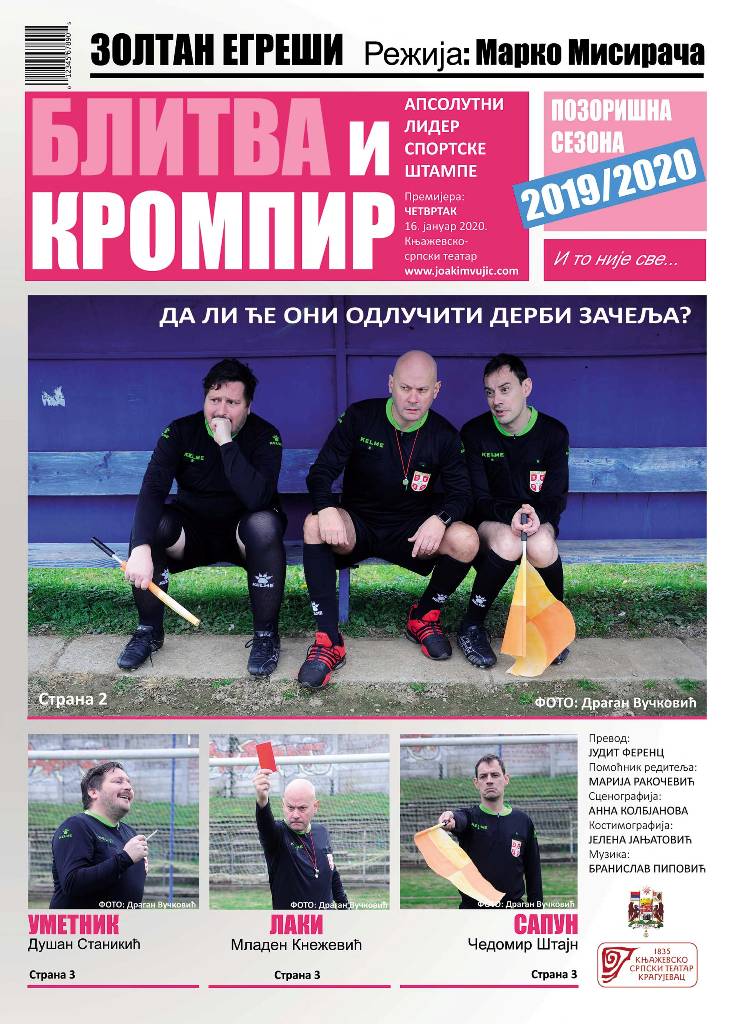 ЗОЛТАН ЕГРЕШИ Режија: Марко Мисирача
БЛИТВА и
КРОМПИР
АПСОЛУТНИ
ЛИДЕР
СПОРТСКЕ
ШТАМПЕ
Премијера:
ЧЕТВРТАК
16. јануар 2020.
Књажевско-
српски театар
www.joakimvujic.com
ПОЗОРИШНА
СЕЗОНА
2019/2020
И то није све...
ДА ЛИ ЋЕ ОНИ ОДЛУЧИТИ ДЕРБИ ЗАЧЕЉА?
KELME
KELME
KELME
KELME
Страна 2
ФОТО: Драган Вучковић
ФОТО: Драган Вучковић
УМЕТНИК
Душан Станикић
Страна 3
ФОТО: Драган Вучковић
ЛАКИ
Младен Кнежевић
Страна 3
ФОТО: Драган Вучковић
САПУН
Чедомир Штајн
Страна 3
Превод:
ЈУДИТ ФЕРЕНЦ
Помоћник редитеља:
МАРИЈА РАКОЧЕВИЋ
Сценографија:
АННА КОЛБЈАНОВА
Костимографија:
ЈЕЛЕНА ЈАЊАТОВИЋ
Музика:
БРАНИСЛАВ ПИПОВИЋ
1835
КЊАЖЕВСКО
СРПСКИ ТЕАТАР
КРАГУЈЕВАЦ